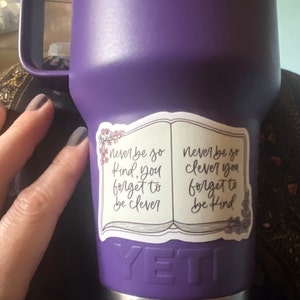 never be so
kind, you
forget to
be clever
never be so
clever you
forget to
be kind
YETI